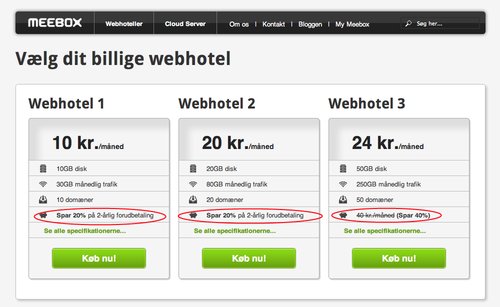 MEEBOX Webhoteller Cloud Server Om os Kontakt Bloggen My Meebox Søg her...
Vælg dit billige webhotel
Webhotel 1
10 kr./måned
10GB disk
30GB månedlig trafik
10 domæner
Spar 20% på 2-årlig forudbetaling
Se alle specifikationerne...
Køb nu!
Webhotel 2
20 kr./måned
20GB disk
80GB månedlig trafik
20 domæner
Spar 20% på 2-årlig forudbetaling
Se alle specifikationerne...
Køb nu!
Webhotel 3
24 kr./måned
50GB disk
250GB månedlig trafik
50 domæner
40 kr./måned (Spar 40%)
Se alle specifikationerne...
Køb nu!